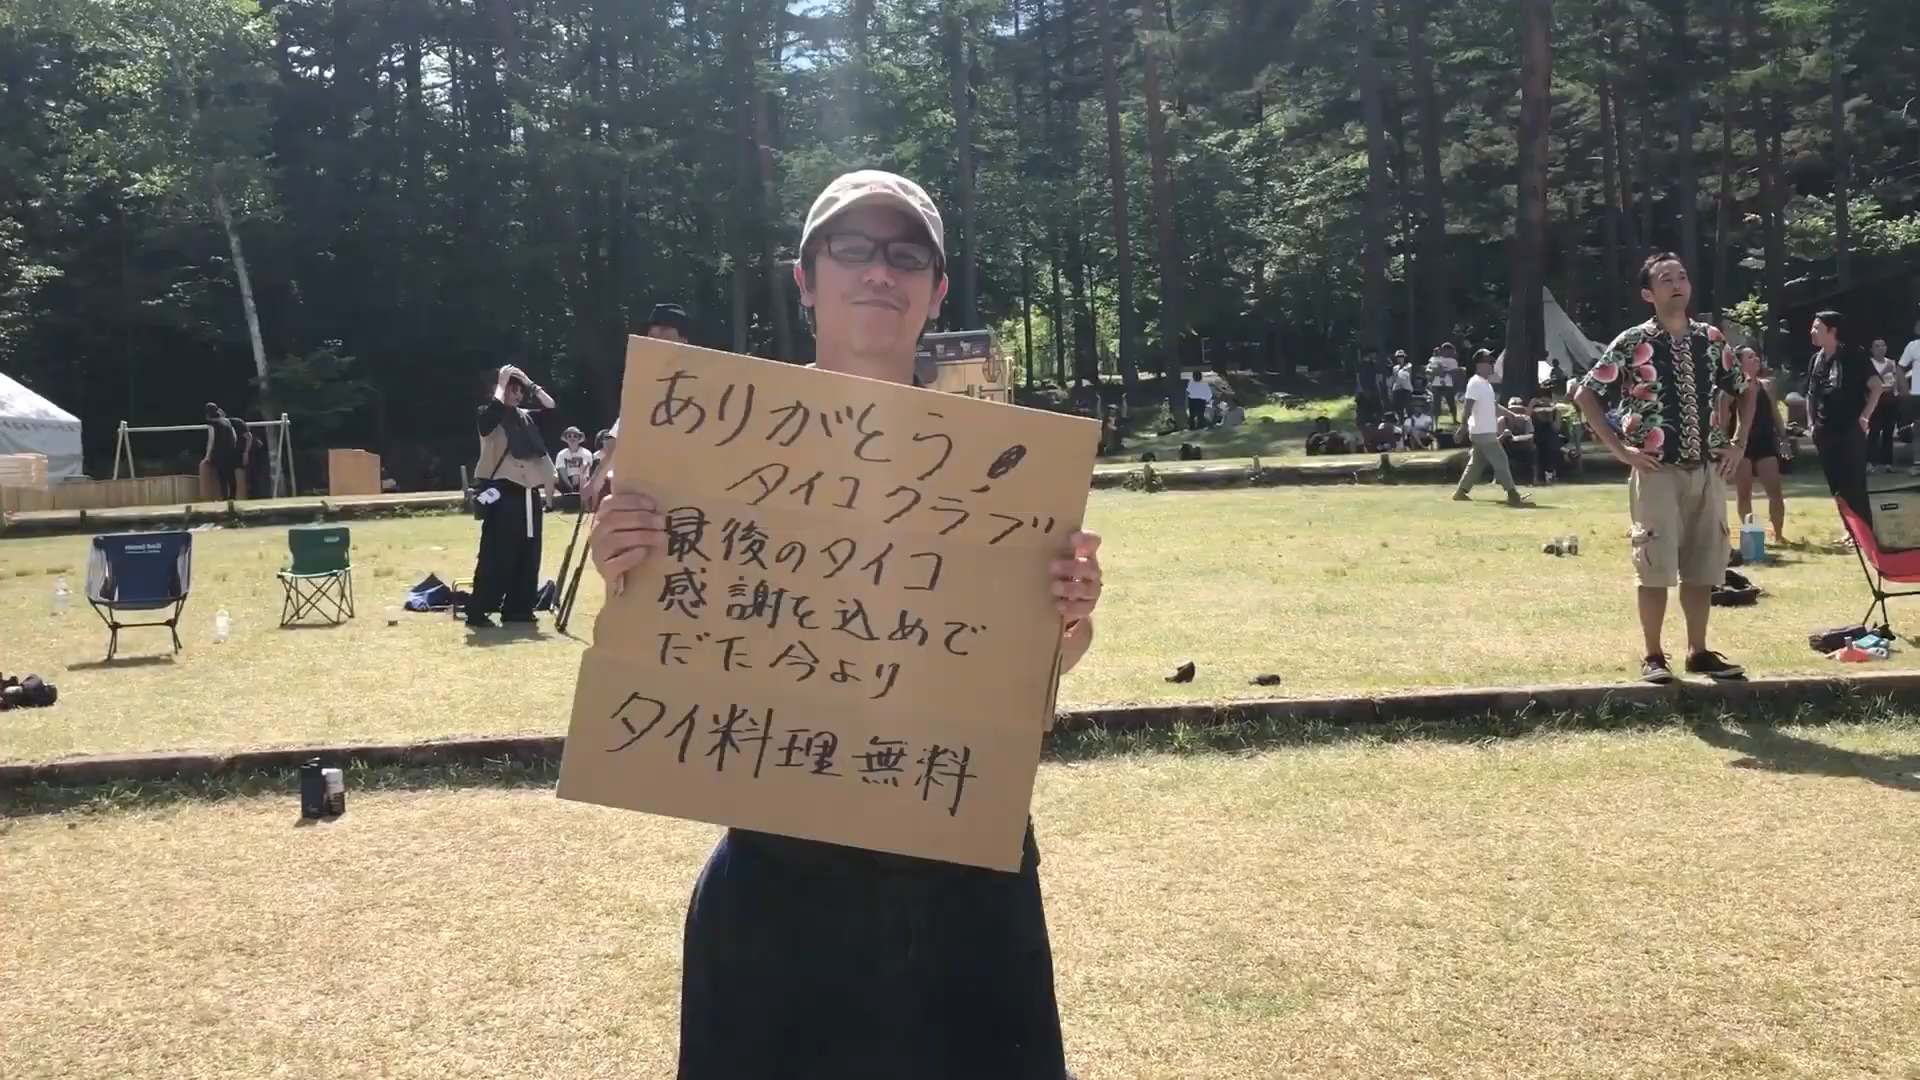 ありがとう!
タイコクラブ
最後のタイコ
感謝を込めで
だた今より
タイ料理無料